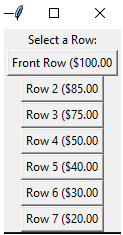 Select a Row:
Front Row ($100.00
Row 2 ($85.00
Row 3 ($75.00
Row 4 ($50.00
Row 5 ($40.00
Row 6 ($30.00
Row 7 ($20.00